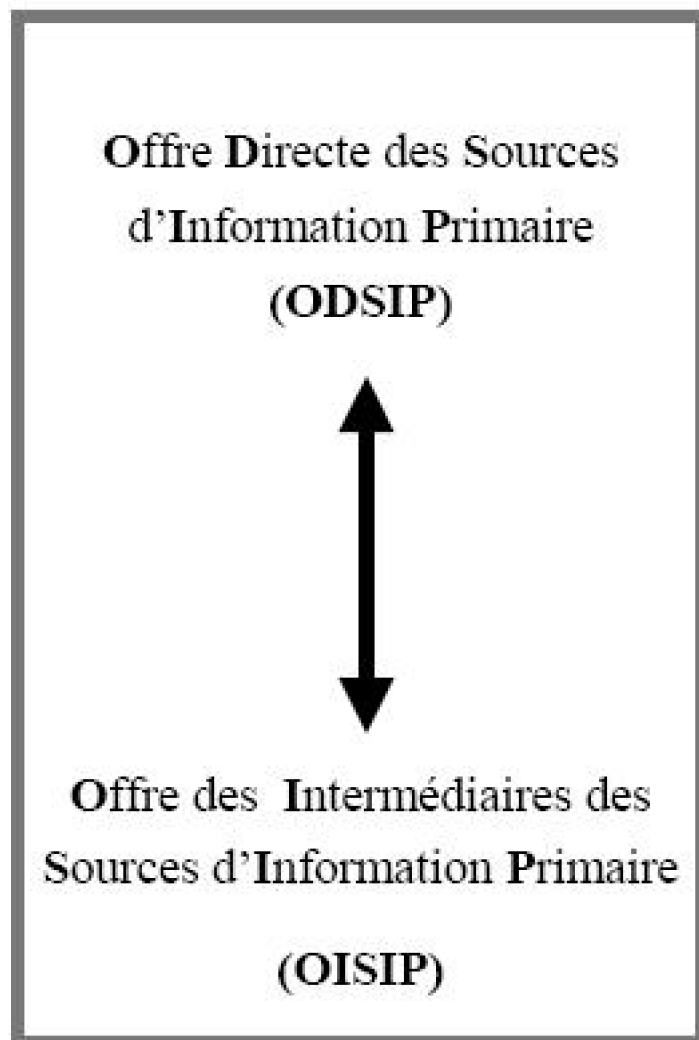 Offre Directe des Sources
d’Information Primaire
(ODSIP)
Offre des Intermédiaires des
Sources d’Information Primaire
(OISIP)